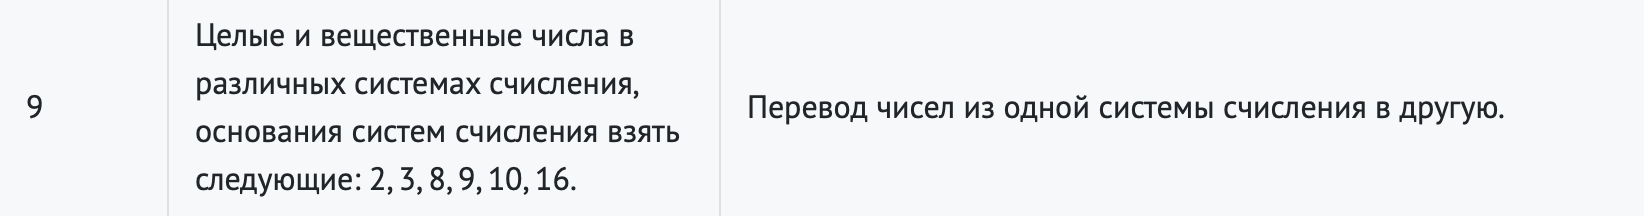 9
Целые и вещественные числа в
различных системах счисления,
основания систем счисления взять
следующие: 2, 3, 8, 9, 10, 16.
Перевод чисел из одной системы счисления в другую.